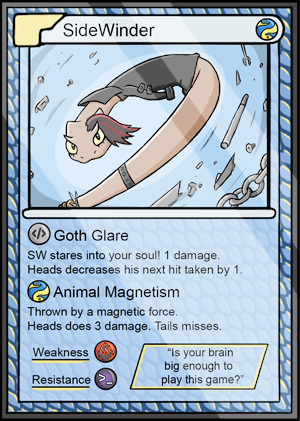 SideWinder
</> Goth Glare
SW stares into your soul! 1 damage.
Heads decreases his next hit taken by 1.
Animal Magnetism
Thrown by a magnetic force.
Heads does 3 damage. Tails misses.
Weakness
Resistance >_
“Is your brain
big enough to
play this game?”